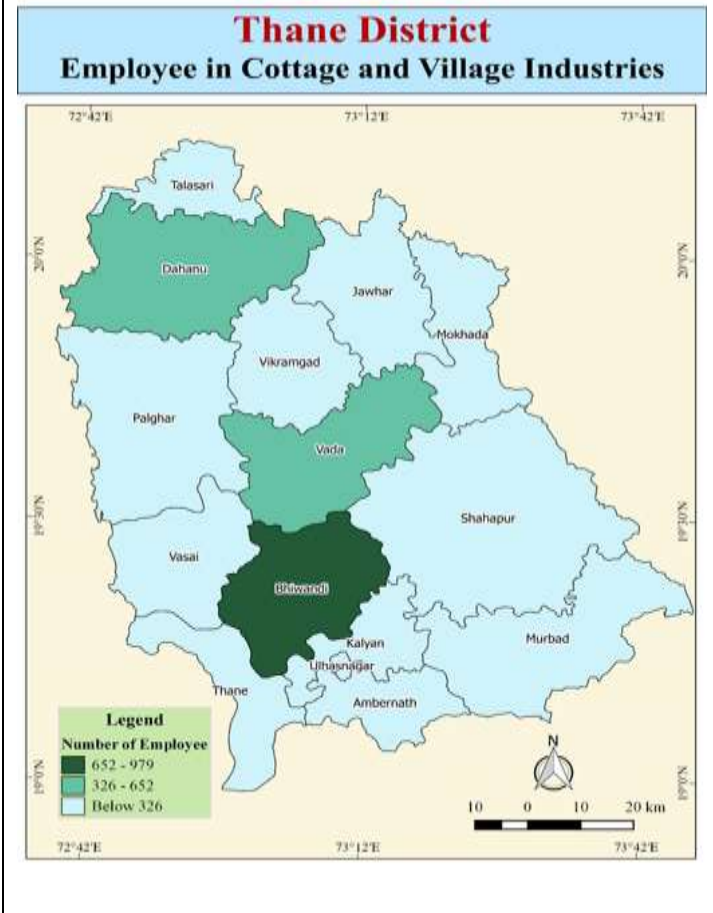 Thane District
Employee in Cottage and Village Industries
72°42'E 73°12'E 73°42'E
Talasari
20°0'N 20°0'N
Dahanu
Jawhar
Mokhada
Vikramgad
Palghar
Vada
19°30'N 19°30'N
Shahapur
Vasai
Bhiwandi
Murbad
Kalyan
Ulhasnagar
Thane
Ambernath
Legend
Number of Employee
652 - 979
326 - 652
Below 326
N
19°0'N 19°0'N
10 0 10 20 km
72°42'E 73°12'E 73°42'E